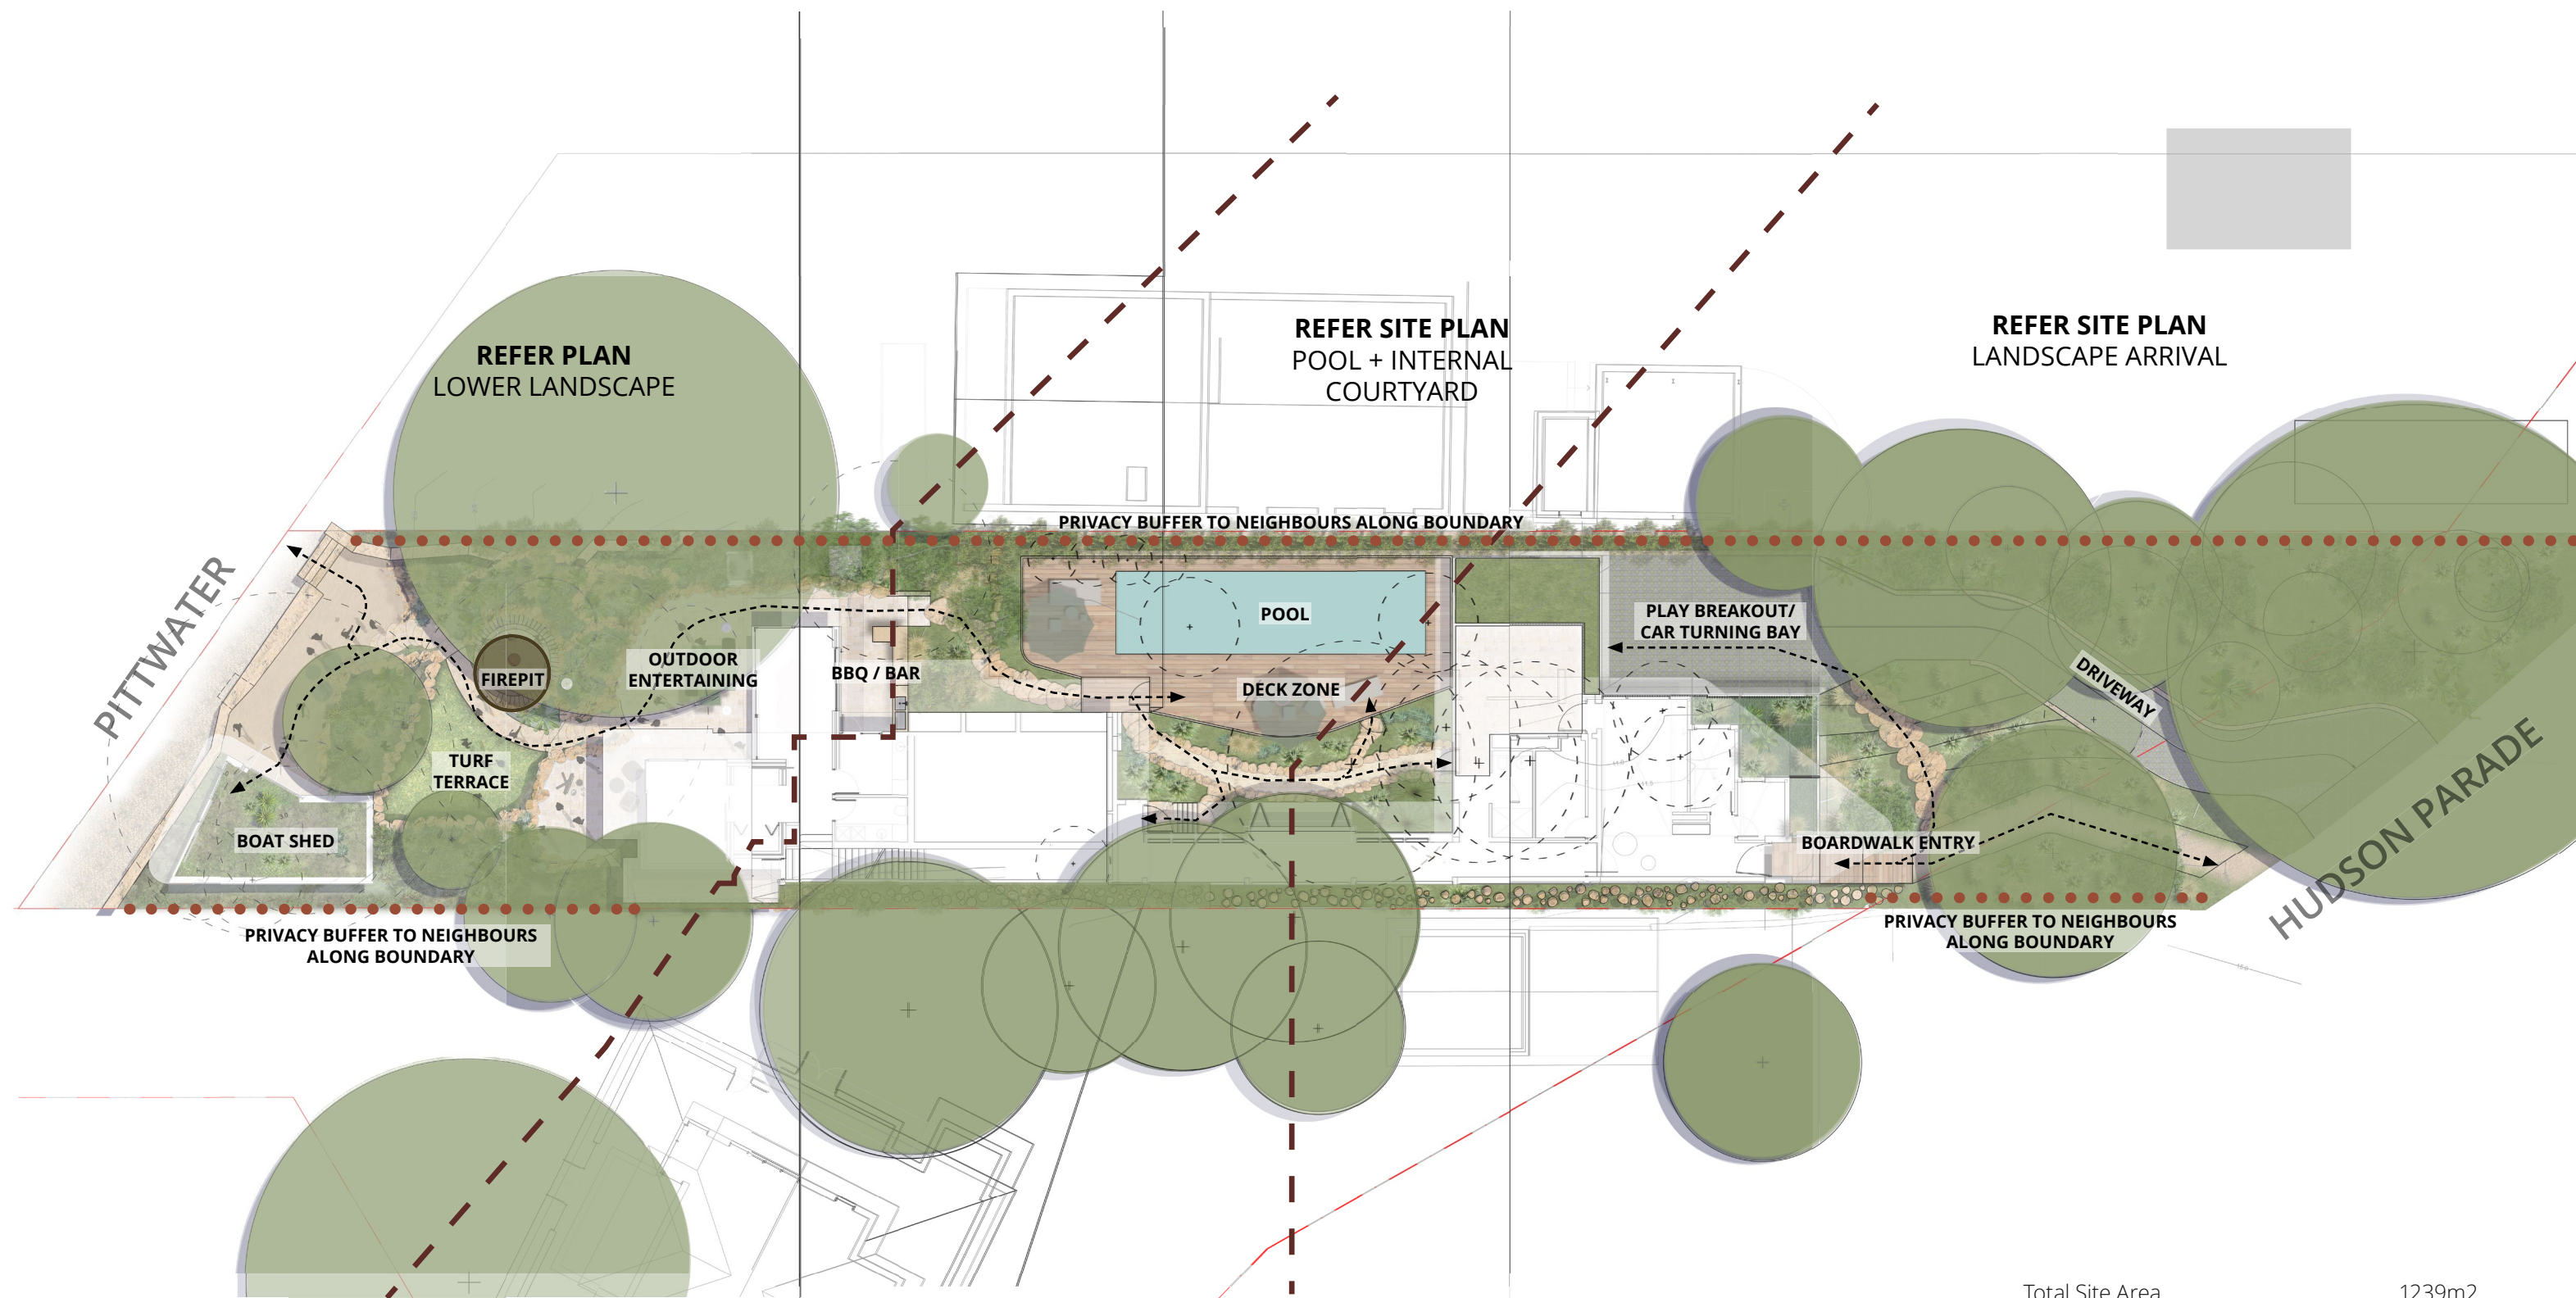 REFER PLAN
LOWER LANDSCAPE
REFER SITE PLAN
POOL + INTERNAL
COURTYARD
REFER SITE PLAN
LANDSCAPE ARRIVAL
PRIVACY BUFFER TO NEIGHBOURS ALONG BOUNDARY
PITTWATER
POOL
PLAY BREAKOUT/
CAR TURNING BAY
FIREPIT
OUTDOOR
ENTERTAINING
BBQ / BAR
DECK ZONE
DRIVEWAY
TURF
TERRACE
BOAT SHED
BOARDWALK ENTRY
HUDSON PARADE
PRIVACY BUFFER TO NEIGHBOURS
ALONG BOUNDARY
PRIVACY BUFFER TO NEIGHBOURS
ALONG BOUNDARY
Total Site Area 1239m2